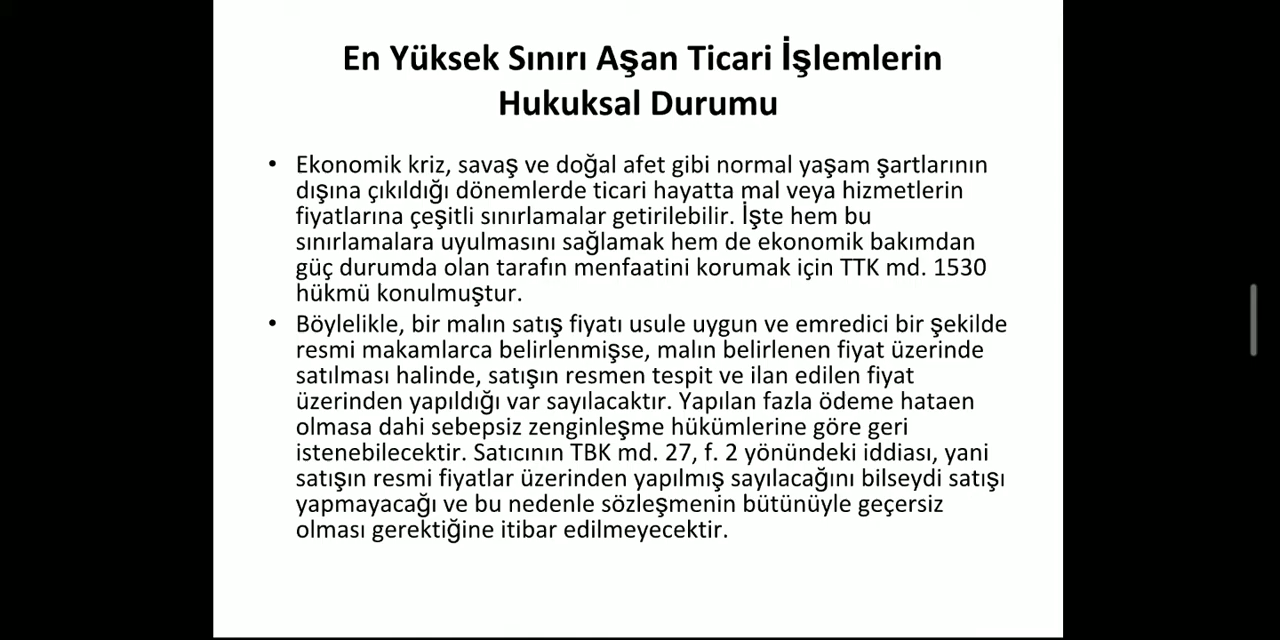 En Yüksek Sınırı Aşan Ticari İşlemlerin
Hukuksal Durumu
• Ekonomik kriz, savaş ve doğal afet gibi normal yaşam şartlarının
dışına çıkıldığı dönemlerde ticari hayatta mal veya hizmetlerin
fiyatlarına çeşitli sınırlamalar getirilebilir. İşte hem bu
sınırlamalara uyulmasını sağlamak hem de ekonomik bakımdan
güç durumda olan tarafın menfaatini korumak için TTK md. 1530
hükmü konulmuştur.
• Böylelikle, bir malın satış fiyatı usule uygun ve emredici bir şekilde
resmi makamlarca belirlenmişse, malın belirlenen fiyat üzerinde
satılması halinde, satışın resmen tespit ve ilan edilen fiyat
üzerinden yapıldığı var sayılacaktır. Yapılan fazla ödeme hataen
olmasa dahi sebepsiz zenginleşme hükümlerine göre geri
istenebilecektir. Satıcının TBK md. 27, f. 2 yönündeki iddiası, yani
satışın resmi fiyatlar üzerinden yapılmış sayılacağını bilseydi satışı
yapmayacağı ve bu nedenle sözleşmenin bütünüyle geçersiz
olması gerektiğine itibar edilmeyecektir.